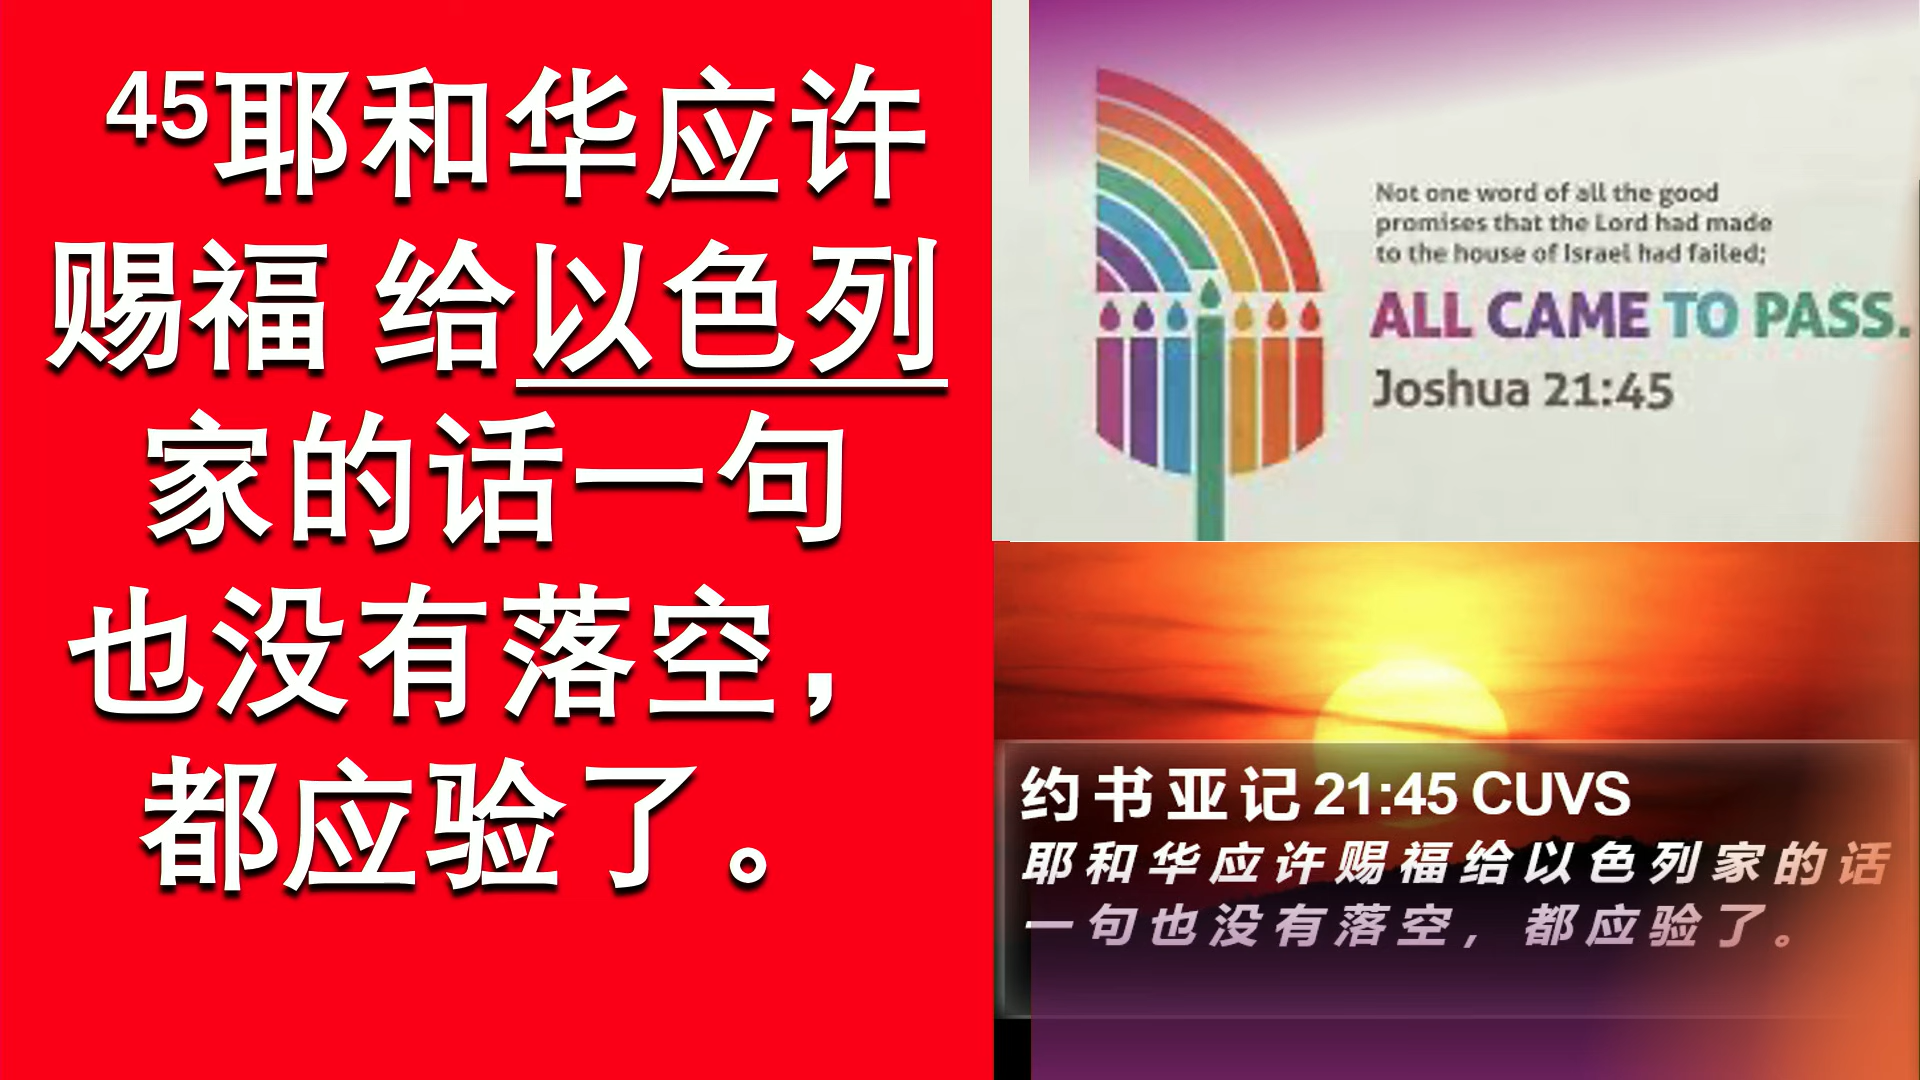 45耶和华应许
赐福 给以色列
家的话一句
也没有落空，
都应验了。
Not one word of all the good
promises that the Lord had made
to the house of Israel had failed;
ALL CAME TO PASS.
Joshua 21:45
约书亚记 21:45 CUVS
耶和华应许赐福给以色列家的话
一句也没有落空，都应验了。